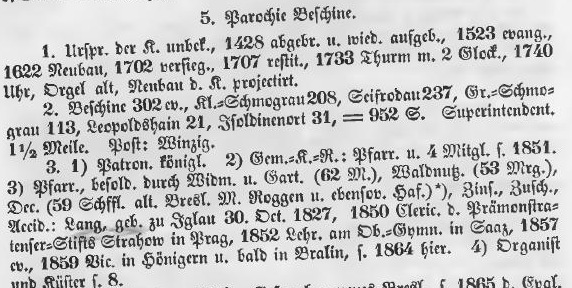 5. Parochie Beschine.
1. Urspr. der K. unbek., 1428 abgebr. u. wied. aufgeb., 1523 evang.,
1622 Neubau, 1702 versieg., 1707 restit., 1733 Thurm m. 2 Glock., 1740
Uhr, Orgel alt, Neubau d. K. projectirt.
2. Beschine 302 ev., Kl.=Schmograu 208, Seifrodau 237, Gr.=Schmo=
grau 113, Leopoldshain 21, Isoldinenort 31, = 952 S. Superintendent.
1½ Meile. Post: Winzig.
3. 1) Patron. königl. 2) Gem.=K.=R.: Pfarr. u. 4 Mitgl. s. 1851.
3) Pfarr., besold. durch Widm. u. Gart. (62 M.), Waldnutz. (53 Mrg.),
Dec. (59 Schffl. alt. Bresl. M. Roggen u. ebensov. Haf.)*), Zins., Zusch.,
Accid.: Lang, geb. zu Iglau 30. Oct. 1827, 1850 Cleric. d. Prämonstra=
tenser=Stifts Strahow in Prag, 1852 Lehr. am Ob.=Gymn. in Saaz, 1857
ev., 1859 Vic. in Hönigern u. bald in Bralin, s. 1864 hier. 4) Organist
und Küster s. 8.
Bresl. s. 1865 d. Eval.